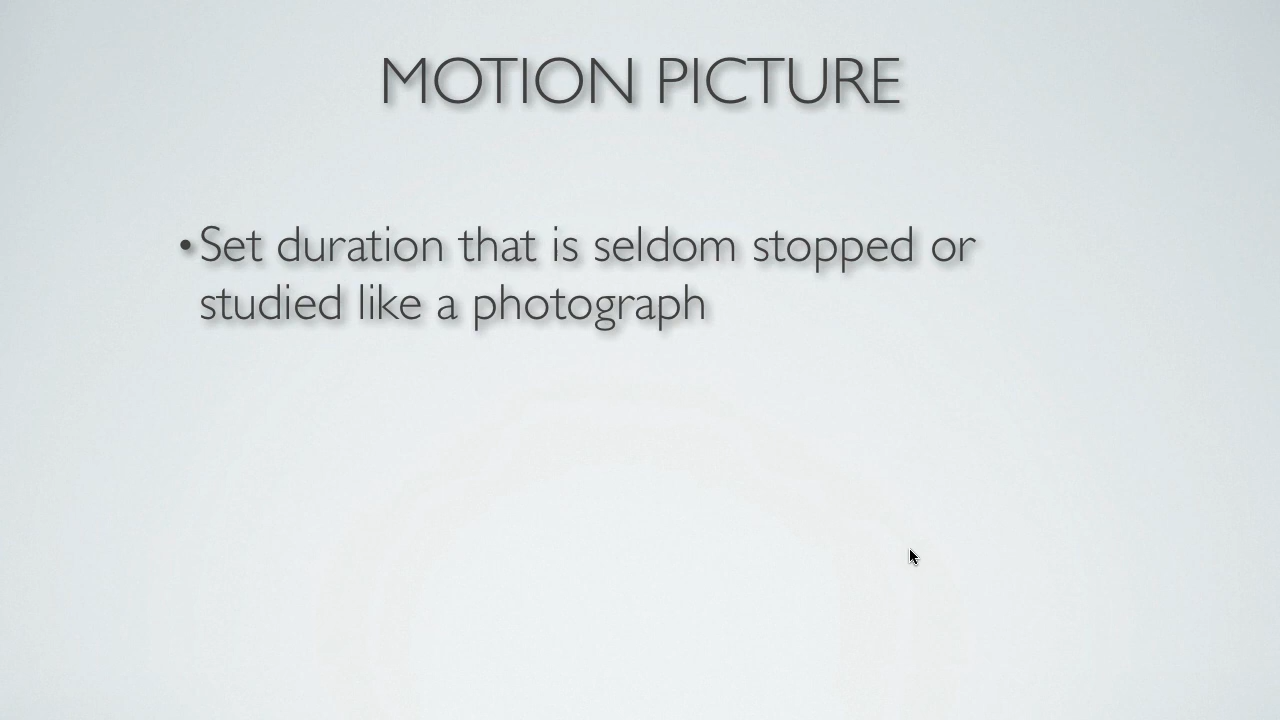 MOTION PICTURE
•Set duration that is seldom stopped or
studied like a photograph